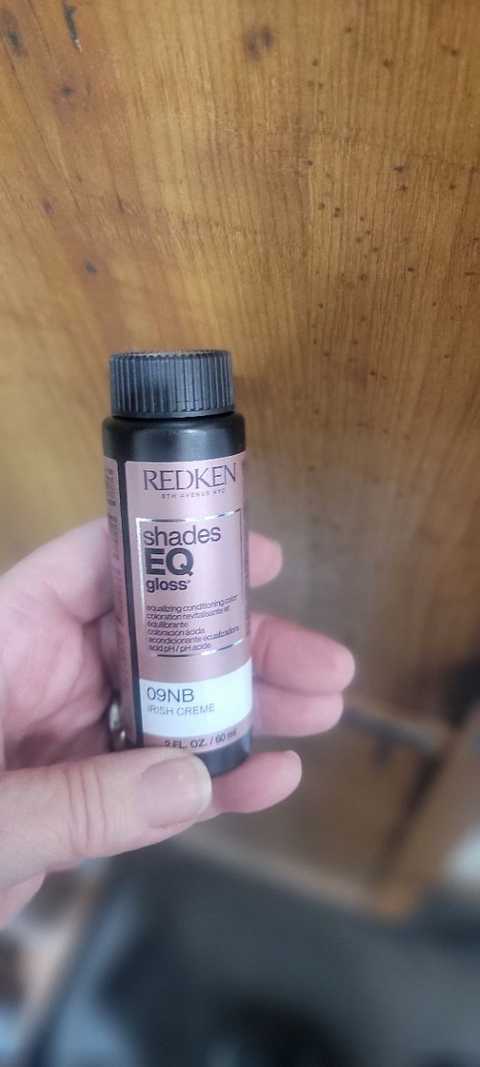 REDKEN
5TH AVENUE NYC
shades
EQ
gloss
equalizing conditioning color
coloration revitalisante et
équilibrante
coloración ácida
acondicionante ecualizadora
acid pH / pH acide
09NB
IRISH CREME
2 FL. OZ. / 60 ml